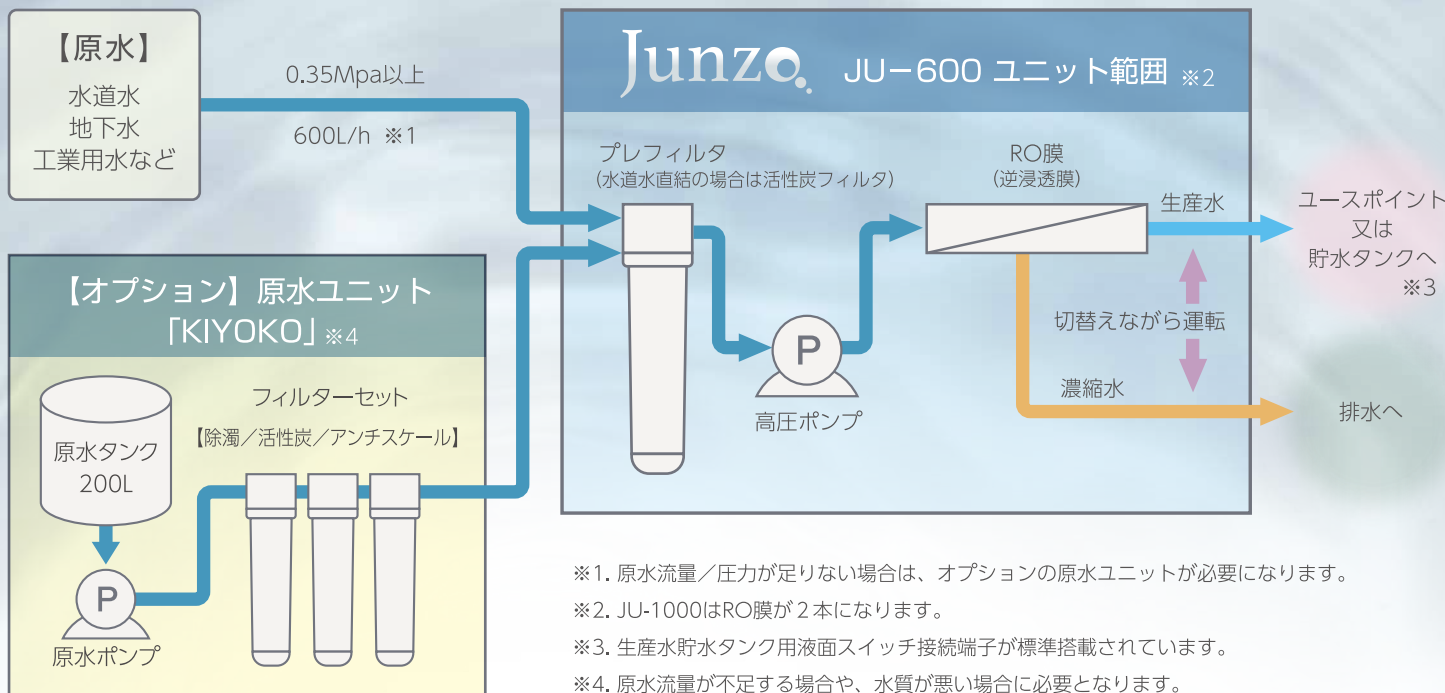 【原水】
水道水
地下水
工業用水など
0.35Mpa以上
600L/h ※1
Junzo JU-600 ユニット範囲 ※2
プレフィルタ
(水道水直結の場合は活性炭フィルタ)
RO膜
(逆浸透膜)
生産水
ユースポイント
又は
貯水タンクへ
※3
P
高圧ポンプ
切替えながら運転
濃縮水
排水へ
【オプション】原水ユニット
「KIYOKO」※4
原水タンク
200L
フィルターセット
【除濁／活性炭／アンチスケール】
P
原水ポンプ
※1. 原水流量／圧力が足りない場合は、オプションの原水ユニットが必要になります。
※2. JU-1000はRO膜が2本になります。
※3. 生産水貯水タンク用液面スイッチ接続端子が標準搭載されています。
※4. 原水流量が不足する場合や、水質が悪い場合に必要となります。